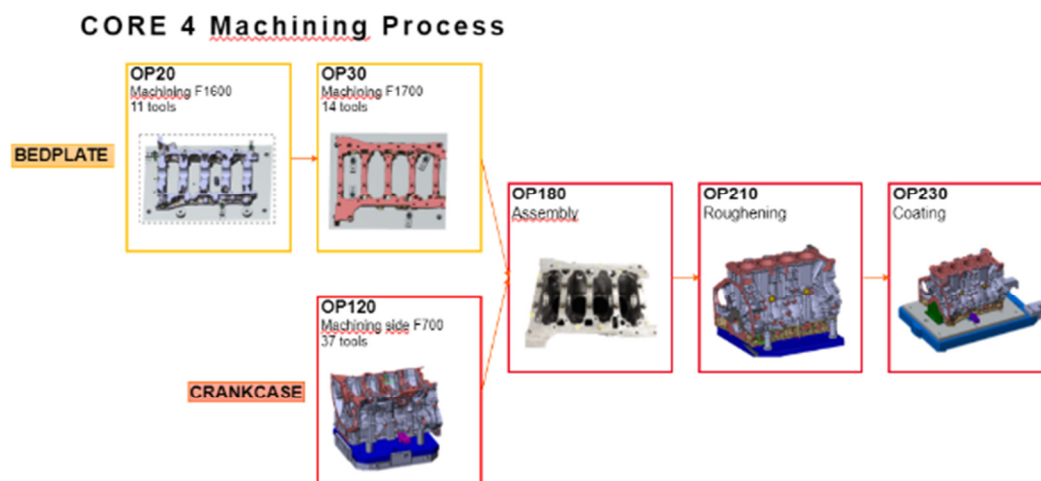 CORE 4 Machining Process
OP20
Machining F1600
11 tools
OP30
Machining F1700
14 tools
BEDPLATE
OP180
Assembly
OP210
Roughening
OP230
Coating
OP120
Machining side F700
37 tools
CRANKCASE